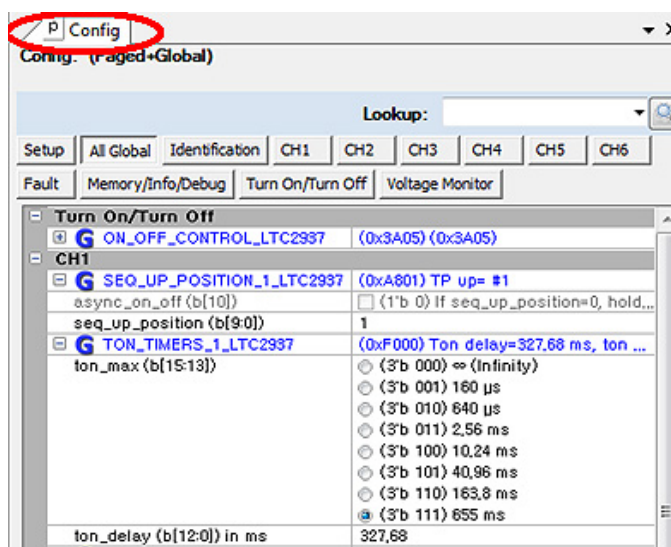 P Config
Config: (Paged+Global)
Lookup:
Setup All Global Identification CH1 CH2 CH3 CH4 CH5 CH6
Fault Memory/Info/Debug Turn On/Turn Off Voltage Monitor
Turn On/Turn Off
G ON_OFF_CONTROL_LTC2937 (0x3A05) (0x3A05)
CH1
G SEQ_UP_POSITION_1_LTC2937 (0xA801) TP up= #1
async_on_off (b[10]) (1'b 0) If seq_up_position=0, hold...
seq_up_position (b[9:0]) 1
G TON_TIMERS_1_LTC2937 (0xF000) Ton delay=327,68 ms, ton ...
ton_max (b[15:13]) (3'b 000) ∞ (Infinity)
(3'b 001) 160 µs
(3'b 010) 640 µs
(3'b 011) 2,56 ms
(3'b 100) 10,24 ms
(3'b 101) 40,96 ms
(3'b 110) 163,8 ms
(3'b 111) 655 ms
ton_delay (b[12:0]) in ms 327,68